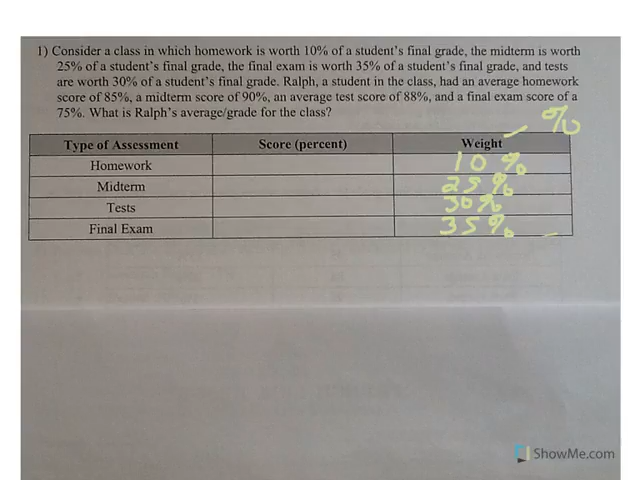 1) Consider a class in which homework is worth 10% of a student's final grade, the midterm is worth
25% of a student's final grade, the final exam is worth 35% of a student's final grade, and tests
are worth 30% of a student's final grade. Ralph, a student in the class, had an average homework
score of 85%, a midterm score of 90%, an average test score of 88%, and a final exam score of a
75%. What is Ralph's average/grade for the class?
%
Type of Assessment Score (percent) Weight
Homework 10%
Midterm 25%
Tests 30%
Final Exam 35%
ShowMe.com